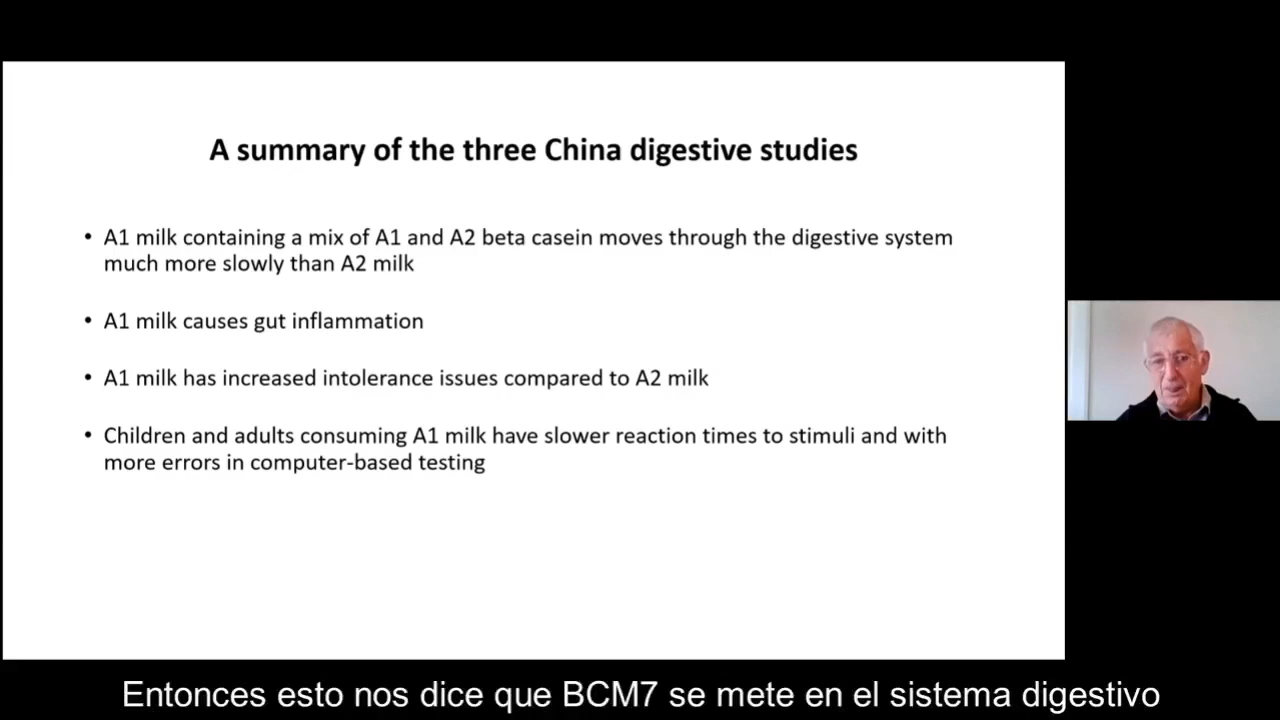 A summary of the three China digestive studies
• A1 milk containing a mix of A1 and A2 beta casein moves through the digestive system
much more slowly than A2 milk
• A1 milk causes gut inflammation
• A1 milk has increased intolerance issues compared to A2 milk
• Children and adults consuming A1 milk have slower reaction times to stimuli and with
more errors in computer-based testing
Entonces esto nos dice que BCM7 se mete en el sistema digestivo